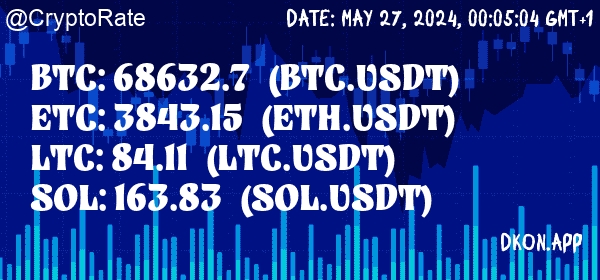 @CryptoRate
DATE: MAY 27, 2024, 00:05:04 GMT+1
BTC: 68632.7 (BTC.USDT)
ETC: 3843.15 (ETH.USDT)
LTC: 84.11 (LTC.USDT)
SOL: 163.83 (SOL.USDT)
DKON.APP